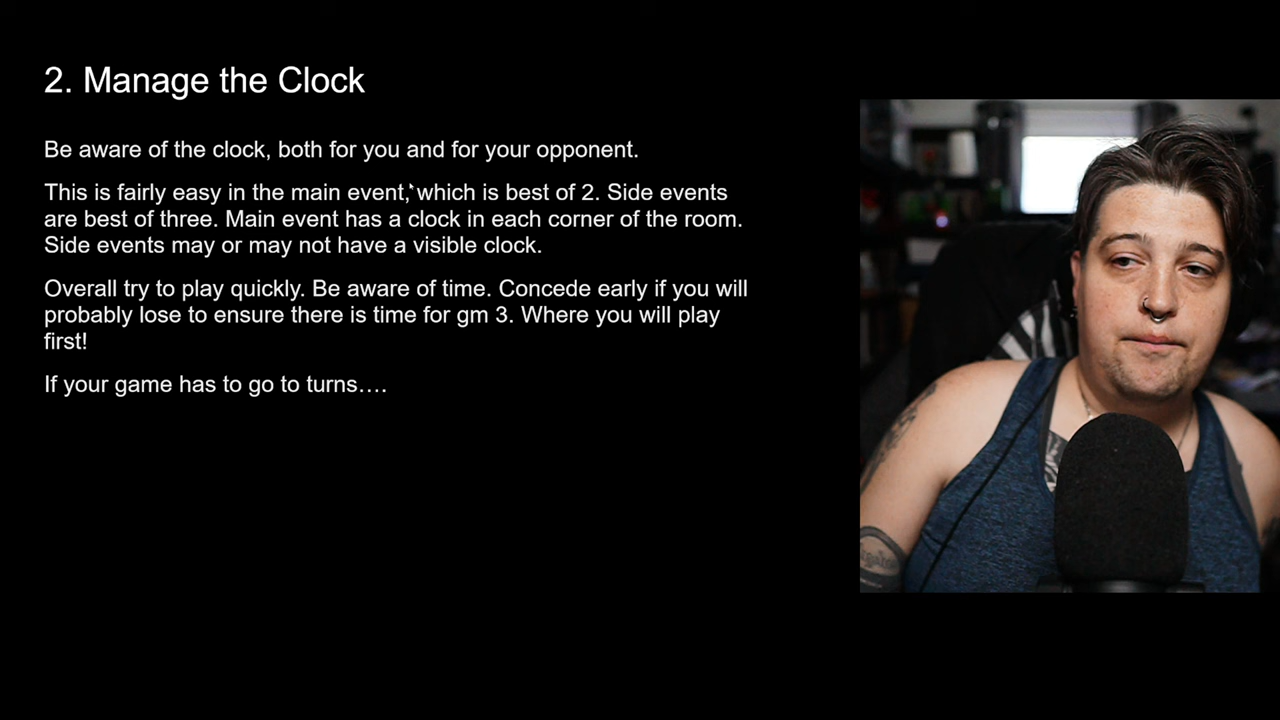 2. Manage the Clock
Be aware of the clock, both for you and for your opponent.
This is fairly easy in the main event, which is best of 2. Side events
are best of three. Main event has a clock in each corner of the room.
Side events may or may not have a visible clock.
Overall try to play quickly. Be aware of time. Concede early if you will
probably lose to ensure there is time for gm 3. Where you will play
first!
If your game has to go to turns….